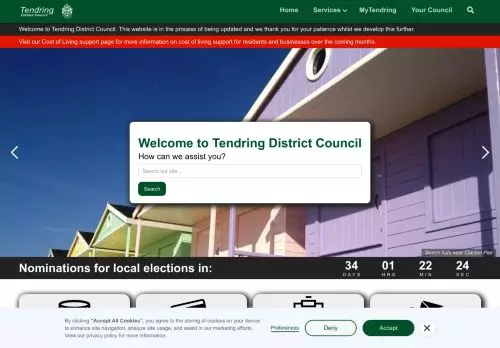 Tendring
District Council
Home
Services
MyTendring
Your Council
Welcome to Tendring District Council. This website is in the process of being updated and we thank you for your patience whilst we develop this further.
Visit our Cost of Living support page for more information on cost of living support for residents and businesses over the coming months.
Welcome to Tendring District Council
How can we assist you?
Search our site ...
Search
Beach huts near Clacton Pier
Nominations for local elections in:
34 01 22 24
DAYS HRS MIN SEC
By clicking “Accept All Cookies”, you agree to the storing of cookies on your device
to enhance site navigation, analyze site usage, and assist in our marketing efforts.
View our privacy policy for more information.
Preferences
Deny
Accept